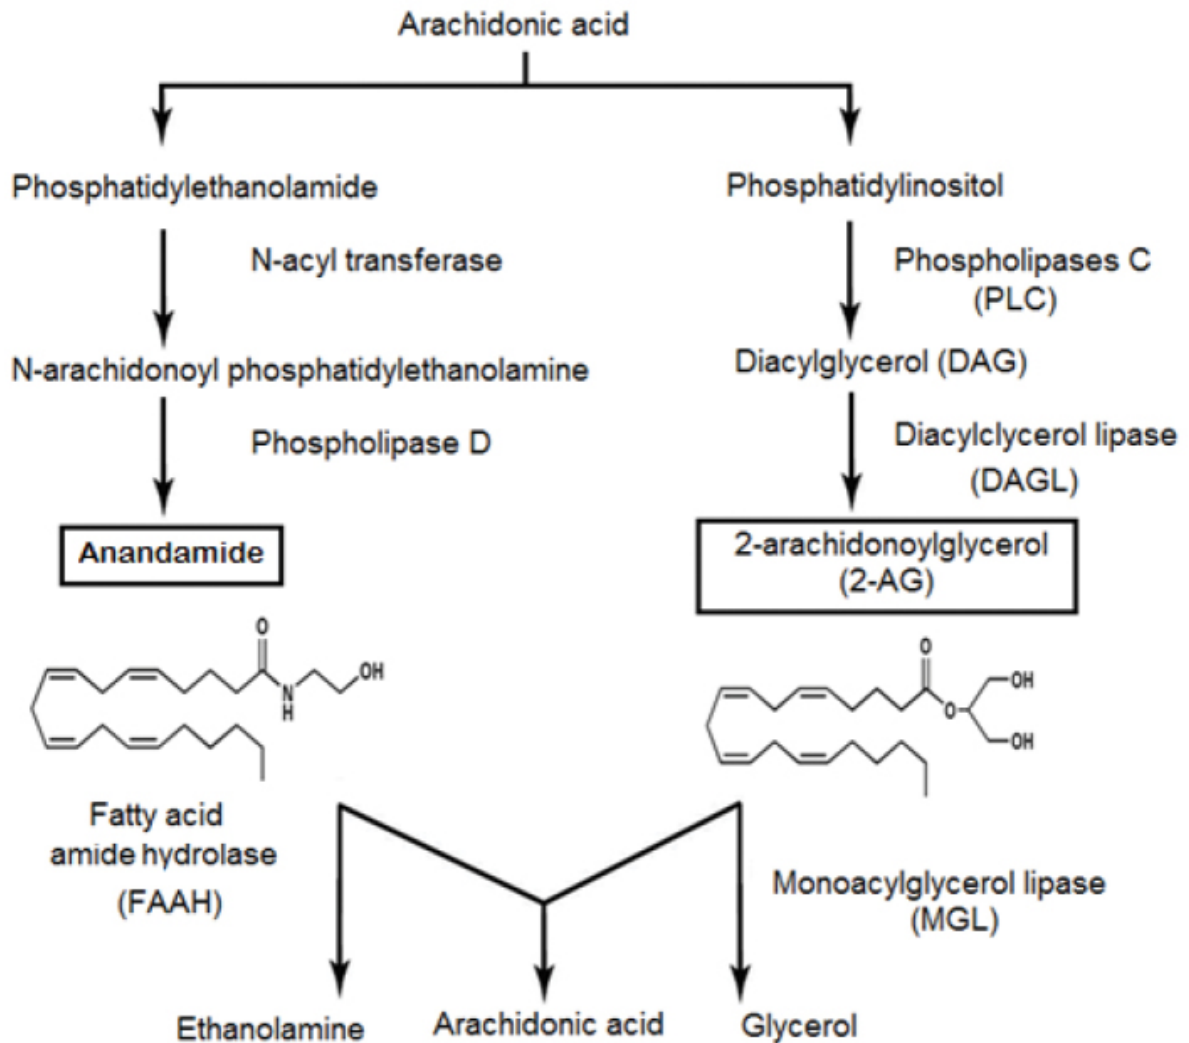 Arachidonic acid
Phosphatidylethanolamide
Phosphatidylinositol
N-acyl transferase
Phospholipases C
(PLC)
N-arachidonoyl phosphatidylethanolamine
Diacylglycerol (DAG)
Phospholipase D
Diacylclycerol lipase
(DAGL)
Anandamide
2-arachidonoylglycerol
(2-AG)
O
N
H
OH
O
O
OH
OH
Fatty acid
amide hydrolase
(FAAH)
Monoacylglycerol lipase
(MGL)
Ethanolamine
Arachidonic acid
Glycerol